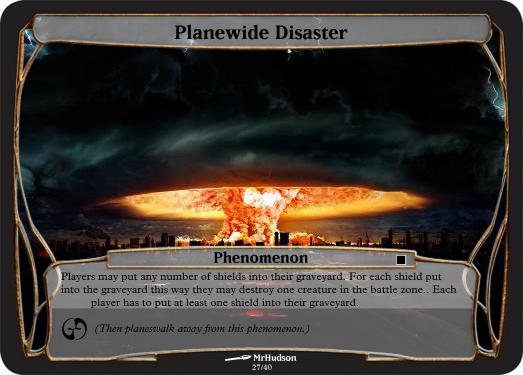 Planewide Disaster
Phenomenon
Players may put any number of shields into their graveyard. For each shield put
into the graveyard this way they may destroy one creature in the battle zone.. Each
player has to put at least one shield into their graveyard.
(Then planeswalk away from this phenomenon.)
MrHudson
27/40